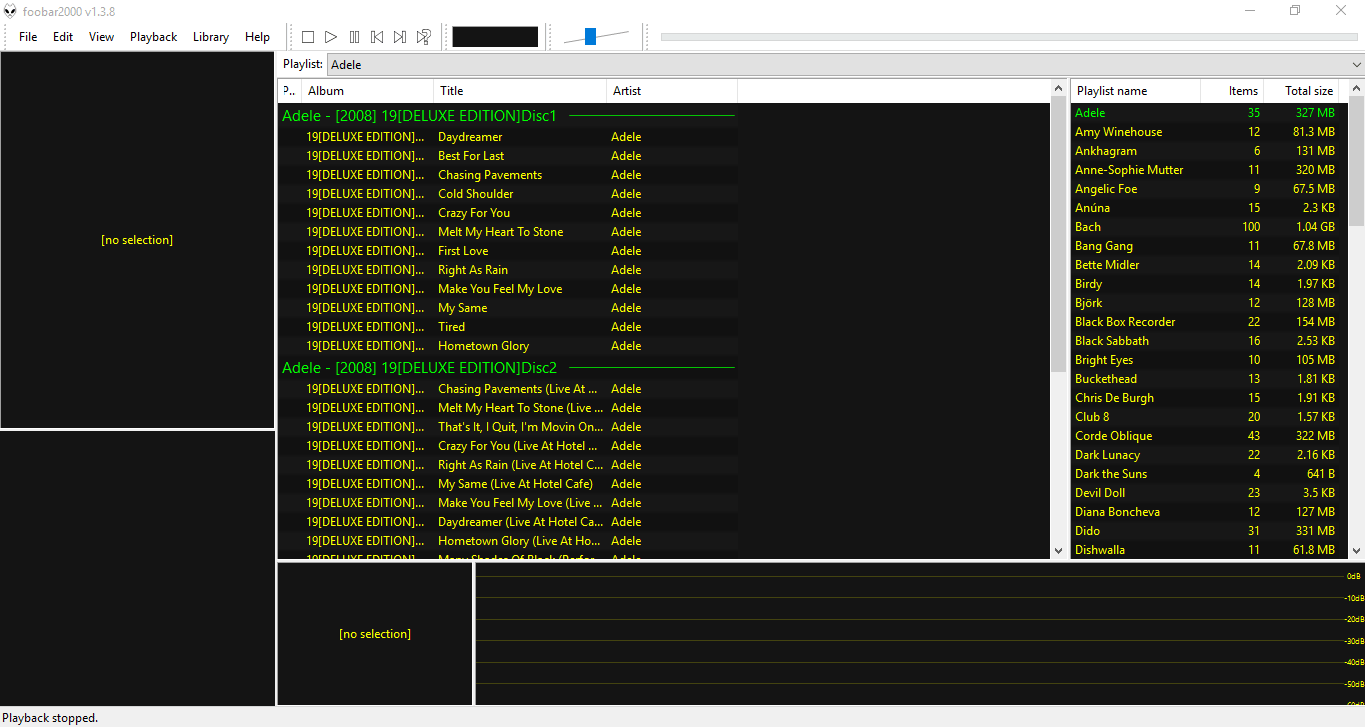 foobar2000 v1.3.8
File Edit View Playback Library Help
Playlist: Adele
P.. Album Title Artist
Adele - [2008] 19[DELUXE EDITION]Disc1
19[DELUXE EDITION]... Daydreamer Adele
19[DELUXE EDITION]... Best For Last Adele
19[DELUXE EDITION]... Chasing Pavements Adele
19[DELUXE EDITION]... Cold Shoulder Adele
19[DELUXE EDITION]... Crazy For You Adele
19[DELUXE EDITION]... Melt My Heart To Stone Adele
19[DELUXE EDITION]... First Love Adele
19[DELUXE EDITION]... Right As Rain Adele
19[DELUXE EDITION]... Make You Feel My Love Adele
19[DELUXE EDITION]... My Same Adele
19[DELUXE EDITION]... Tired Adele
19[DELUXE EDITION]... Hometown Glory Adele
Adele - [2008] 19[DELUXE EDITION]Disc2
19[DELUXE EDITION]... Chasing Pavements (Live At ... Adele
19[DELUXE EDITION]... Melt My Heart To Stone (Live ... Adele
19[DELUXE EDITION]... That's It, I Quit, I'm Movin On... Adele
19[DELUXE EDITION]... Crazy For You (Live At Hotel ... Adele
19[DELUXE EDITION]... Right As Rain (Live At Hotel C... Adele
19[DELUXE EDITION]... My Same (Live At Hotel Cafe) Adele
19[DELUXE EDITION]... Make You Feel My Love (Live ... Adele
19[DELUXE EDITION]... Daydreamer (Live At Hotel Ca... Adele
19[DELUXE EDITION]... Hometown Glory (Live At Ho... Adele
19[DELUXE EDITION]... Many Shades Of Black (Perfor... Adele
Playlist name Items Total size
Adele 35 327 MB
Amy Winehouse 12 81.3 MB
Ankhagram 6 131 MB
Anne-Sophie Mutter 11 320 MB
Angelic Foe 9 67.5 MB
Anúna 15 2.3 KB
Bach 100 1.04 GB
Bang Gang 11 67.8 MB
Bette Midler 14 2.09 KB
Birdy 14 1.97 KB
Björk 12 128 MB
Black Box Recorder 22 154 MB
Black Sabbath 16 2.53 KB
Bright Eyes 10 105 MB
Buckethead 13 1.81 KB
Chris De Burgh 15 1.91 KB
Club 8 20 1.57 KB
Corde Oblique 43 322 MB
Dark Lunacy 22 2.16 KB
Dark the Suns 4 641 B
Devil Doll 23 3.5 KB
Diana Boncheva 12 127 MB
Dido 31 331 MB
Dishwalla 11 61.8 MB
[no selection]
[no selection]
0dB
-10dB
-20dB
-30dB
-40dB
-50dB
-60dB
Playback stopped.